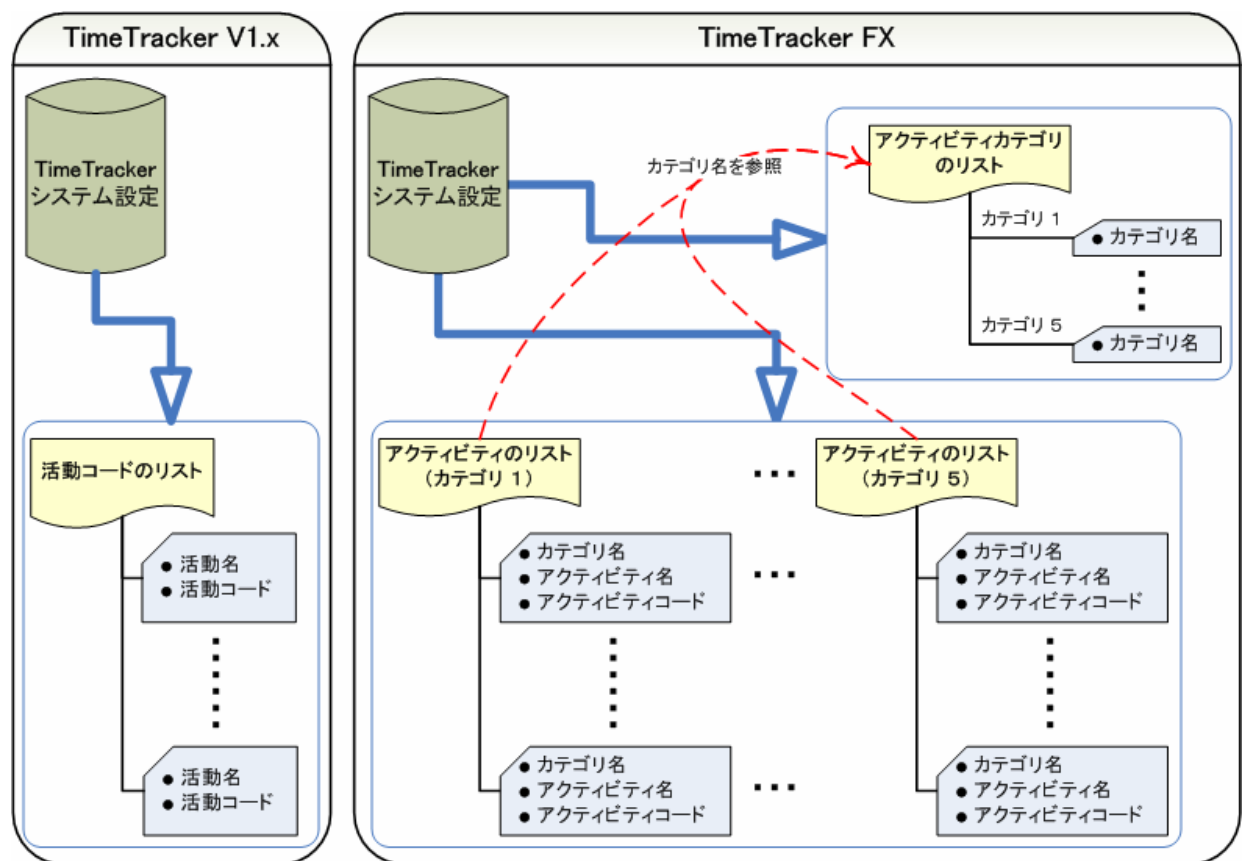 TimeTracker V1.x
TimeTracker
システム設定
活動コードのリスト
● 活動名
● 活動コード
● 活動名
● 活動コード
TimeTracker FX
TimeTracker
システム設定
カテゴリ名を参照
アクティビティカテゴリ
のリスト
カテゴリ 1
● カテゴリ名
カテゴリ 5
● カテゴリ名
アクティビティのリスト
（カテゴリ 1）
● カテゴリ名
● アクティビティ名
● アクティビティコード
● カテゴリ名
● アクティビティ名
● アクティビティコード
アクティビティのリスト
（カテゴリ 5）
● カテゴリ名
● アクティビティ名
● アクティビティコード
● カテゴリ名
● アクティビティ名
● アクティビティコード